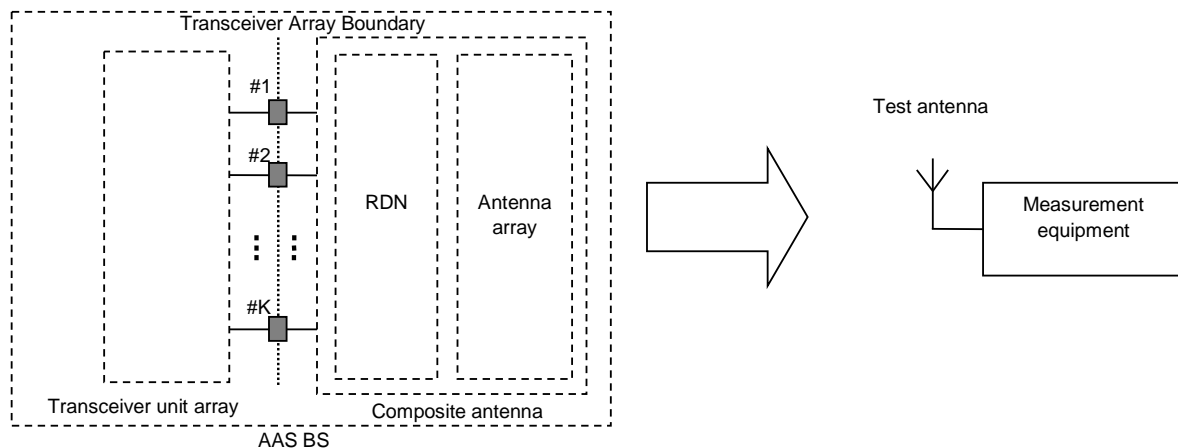 Transceiver Array Boundary
#1
#2
#K
RDN
Antenna
array
Transceiver unit array
Composite antenna
AAS BS
Test antenna
Measurement
equipment